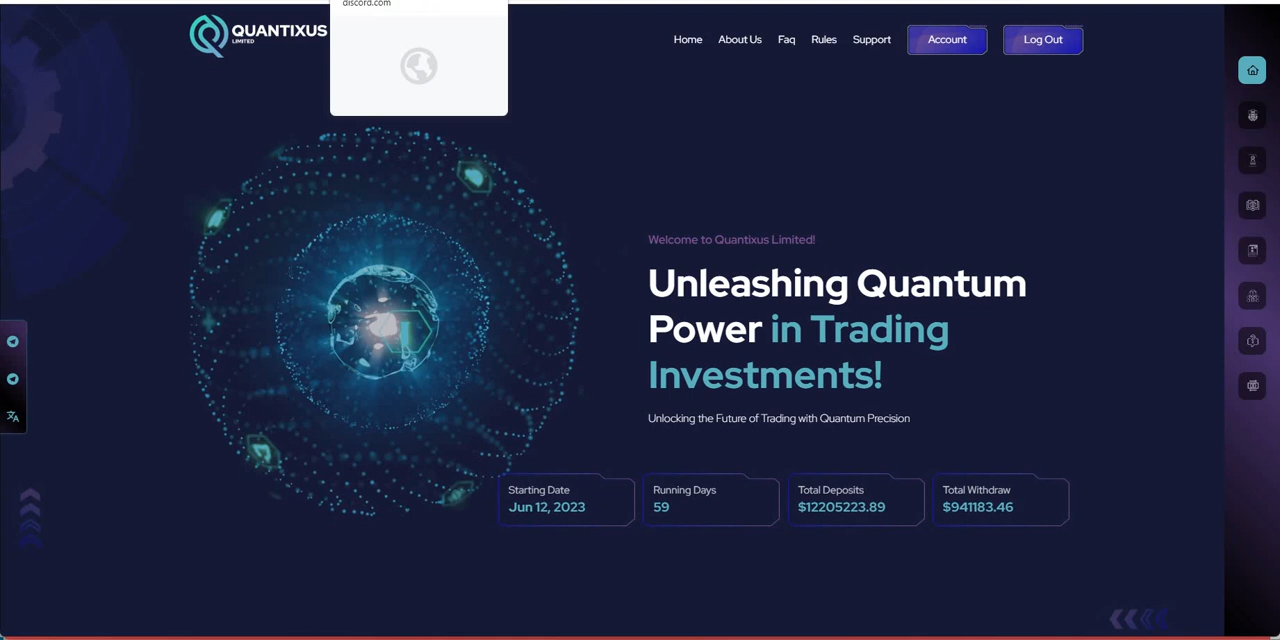 discord.com
QUANTIXUS
LIMITED
Home About Us Faq Rules Support Account Log Out
Welcome to Quantixus Limited!
Unleashing Quantum
Power in Trading
Investments!
Unlocking the Future of Trading with Quantum Precision
Starting Date
Jun 12, 2023
Running Days
59
Total Deposits
$12205223.89
Total Withdraw
$941183.46